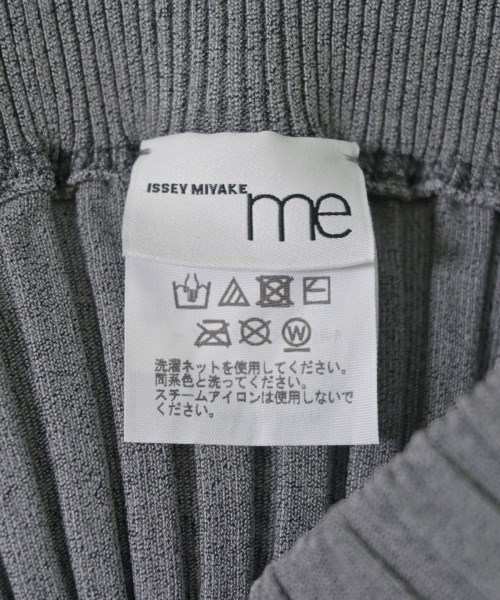 ISSEY MIYAKE me
W
洗濯ネットを使用してください。
同系色と洗ってください。
スチームアイロンは使用しないで
ください。